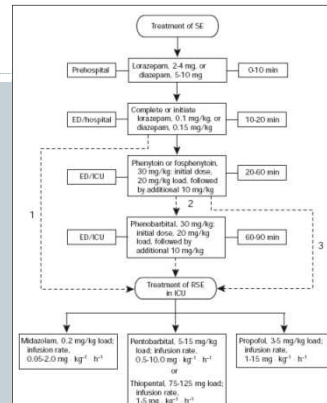 Treatment of SE
Prehospital
Lorazepam, 2-4 mg, or
diazepam, 5-10 mg
0-10 min
ED/hospital
Complete or initiate
lorazepam, 0.1 mg/kg, or
diazepam, 0.15 mg/kg
10-20 min
ED/ICU
Phenytoin or fosphenytoin,
30 mg/kg: initial dose,
20 mg/kg load, followed
by additional 10 mg/kg
20-60 min
1
2
3
ED/ICU
Phenobarbital, 30 mg/kg:
initial dose, 20 mg/kg
load, followed by
additional 10 mg/kg
60-90 min
Treatment of RSE
in ICU
Midazolam, 0.2 mg/kg load;
infusion rate,
0.05-2.0 mg · kg⁻¹ · h⁻¹
Pentobarbital, 5-15 mg/kg
load; infusion rate,
0.5-10.0 mg · kg⁻¹ · h⁻¹
or
Thiopental, 75-125 mg load;
infusion rate,
1-5 mg · kg⁻¹ · h⁻¹
Propofol, 3-5 mg/kg load;
infusion rate,
1-15 mg · kg⁻¹ · h⁻¹